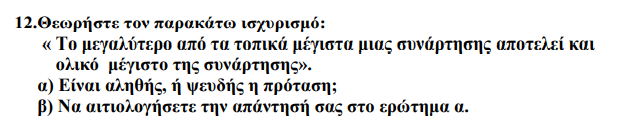 12.Θεωρήστε τον παρακάτω ισχυρισμό:
« Το μεγαλύτερο από τα τοπικά μέγιστα μιας συνάρτησης αποτελεί και
ολικό μέγιστο της συνάρτησης».
α) Είναι αληθής, ή ψευδής η πρόταση;
β) Να αιτιολογήσετε την απάντησή σας στο ερώτημα α.